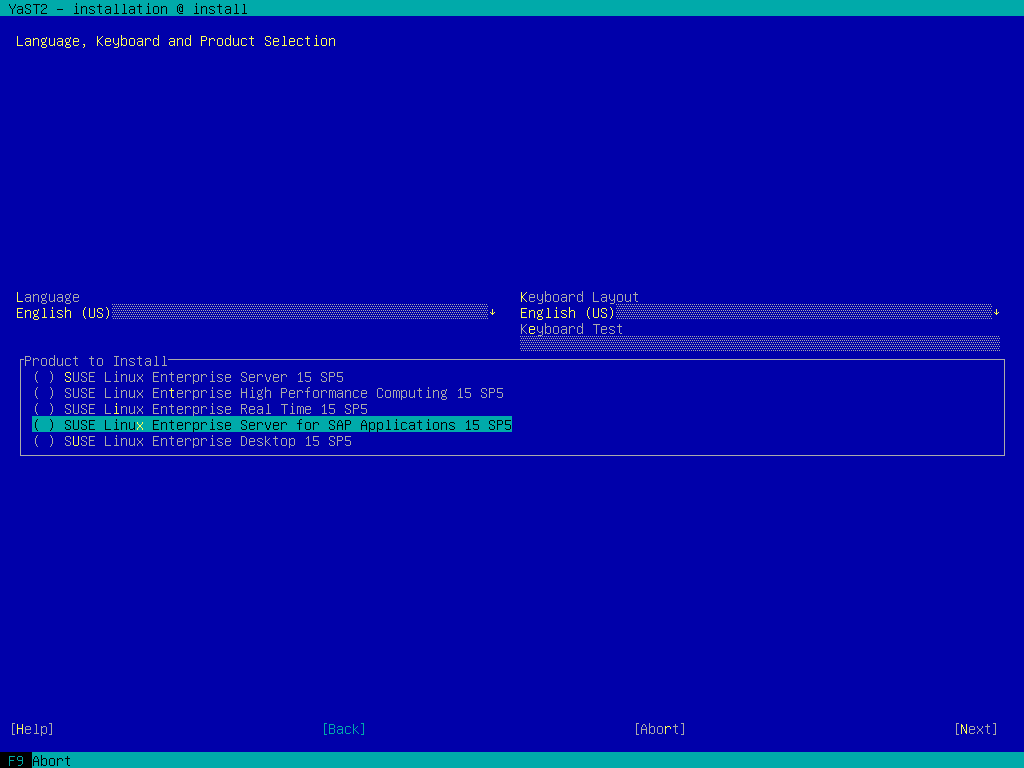 YaST2 - installation @ install
Language, Keyboard and Product Selection
Language
English (US)
Keyboard Layout
English (US)
Keyboard Test
Product to Install
( ) SUSE Linux Enterprise Server 15 SP5
( ) SUSE Linux Enterprise High Performance Computing 15 SP5
( ) SUSE Linux Enterprise Real Time 15 SP5
( ) SUSE Linux Enterprise Server for SAP Applications 15 SP5
( ) SUSE Linux Enterprise Desktop 15 SP5
[Help] [Back] [Abort] [Next]
F9 Abort